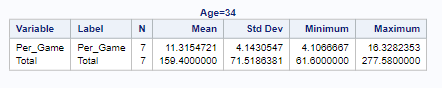 Age=34
Variable Label N Mean Std Dev Minimum Maximum
Per_Game Per_Game 7 11.3154721 4.1430547 4.1066667 16.3282353
Total Total 7 159.4000000 71.5186381 61.6000000 277.5800000